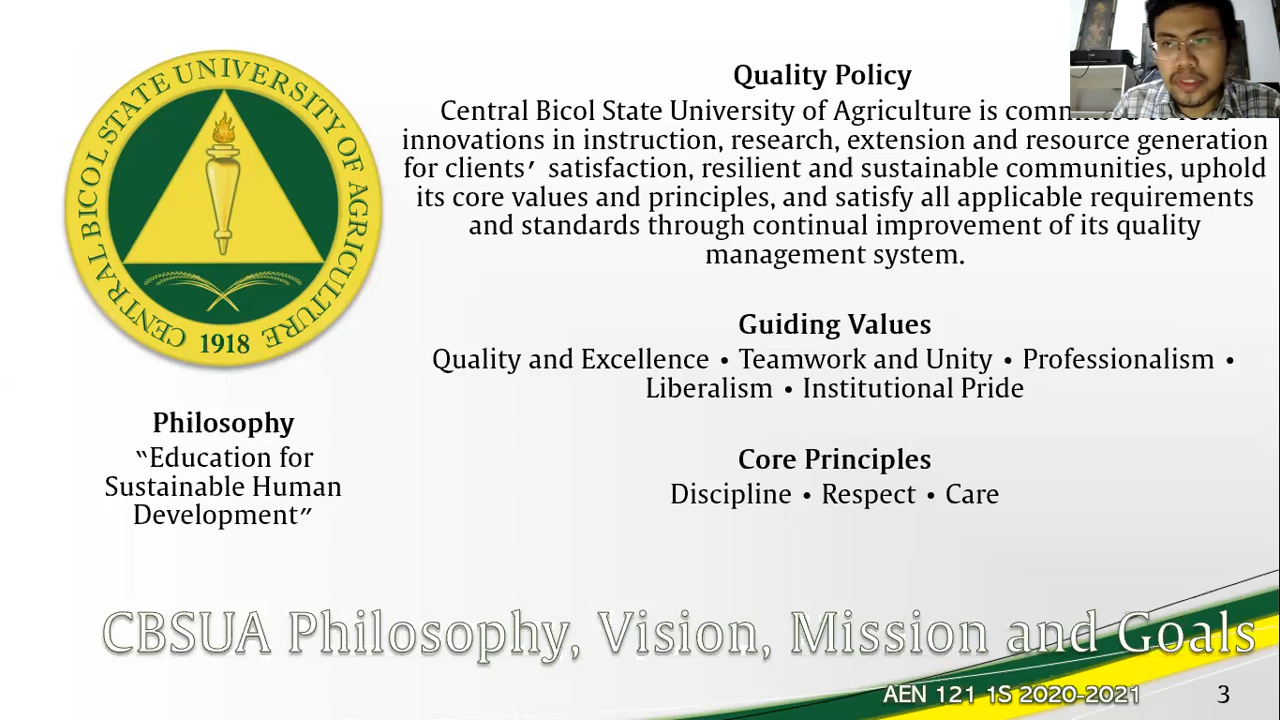 CENTRAL BICOL STATE UNIVERSITY OF AGRICULTURE
1918
Philosophy
“Education for
Sustainable Human
Development”
Quality Policy
Central Bicol State University of Agriculture is
innovations in instruction, research, extension and resource generation
for clients’ satisfaction, resilient and sustainable communities, uphold
its core values and principles, and satisfy all applicable requirements
and standards through continual improvement of its quality
management system.
Guiding Values
Quality and Excellence • Teamwork and Unity • Professionalism •
Liberalism • Institutional Pride
Core Principles
Discipline • Respect • Care
CBSUA Philosophy, Vision, Mission and Goals
AEN 121 1S 2020-2021
3